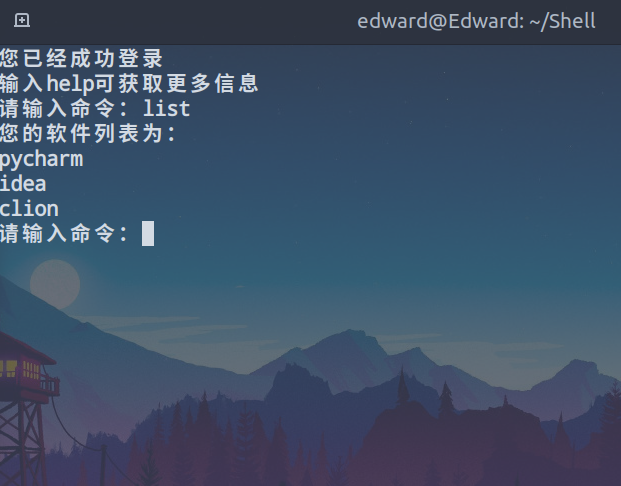 edward@Edward: ~/Shell
您已经成功登录
输入help可获取更多信息
请输入命令：list
您的软件列表为：
pycharm
idea
clion
请输入命令：